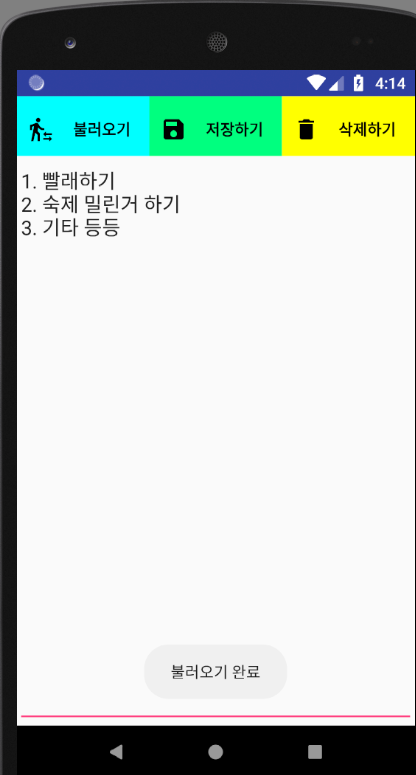 4:14
불러오기
저장하기
삭제하기
1. 빨래하기
2. 숙제 밀린거 하기
3. 기타 등등
불러오기 완료